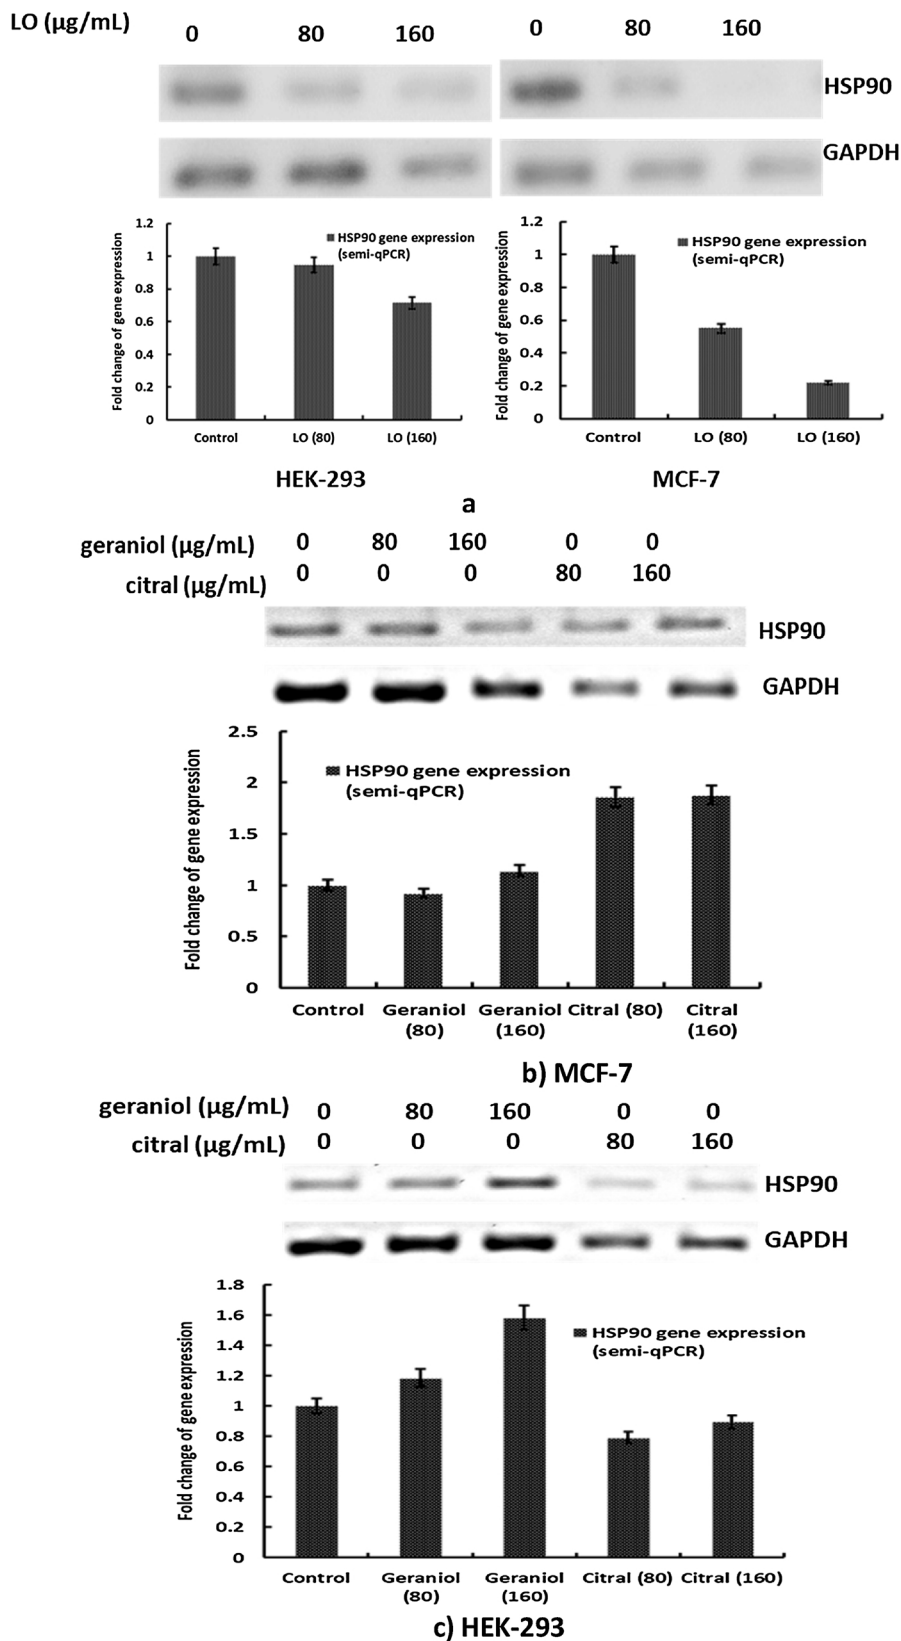 LO (µg/mL) 0 80 160 0 80 160
HSP90
GAPDH
Fold change of gene expression
1.2
1
0.8
0.6
0.4
0.2
0
HSP90 gene expression
(semi-qPCR)
Control LO (80) LO (160)
HEK-293
Fold change of gene expression
1.2
1
0.8
0.6
0.4
0.2
0
HSP90 gene expression
(semi-qPCR)
Control LO (80) LO (160)
MCF-7
a
geraniol (µg/mL) 0 80 160 0 0
citral (µg/mL) 0 0 0 80 160
HSP90
GAPDH
Fold change of gene expression
2.5
2
1.5
1
0.5
0
HSP90 gene expression
(semi-qPCR)
Control Geraniol Geraniol Citral (80) Citral
(80) (160) (160)
b) MCF-7
geraniol (µg/mL) 0 80 160 0 0
citral (µg/mL) 0 0 0 80 160
HSP90
GAPDH
Fold change of gene expression
1.8
1.6
1.4
1.2
1
0.8
0.6
0.4
0.2
0
HSP90 gene expression
(semi-qPCR)
Control Geraniol Geraniol Citral (80) Citral (160)
(80) (160)
c) HEK-293